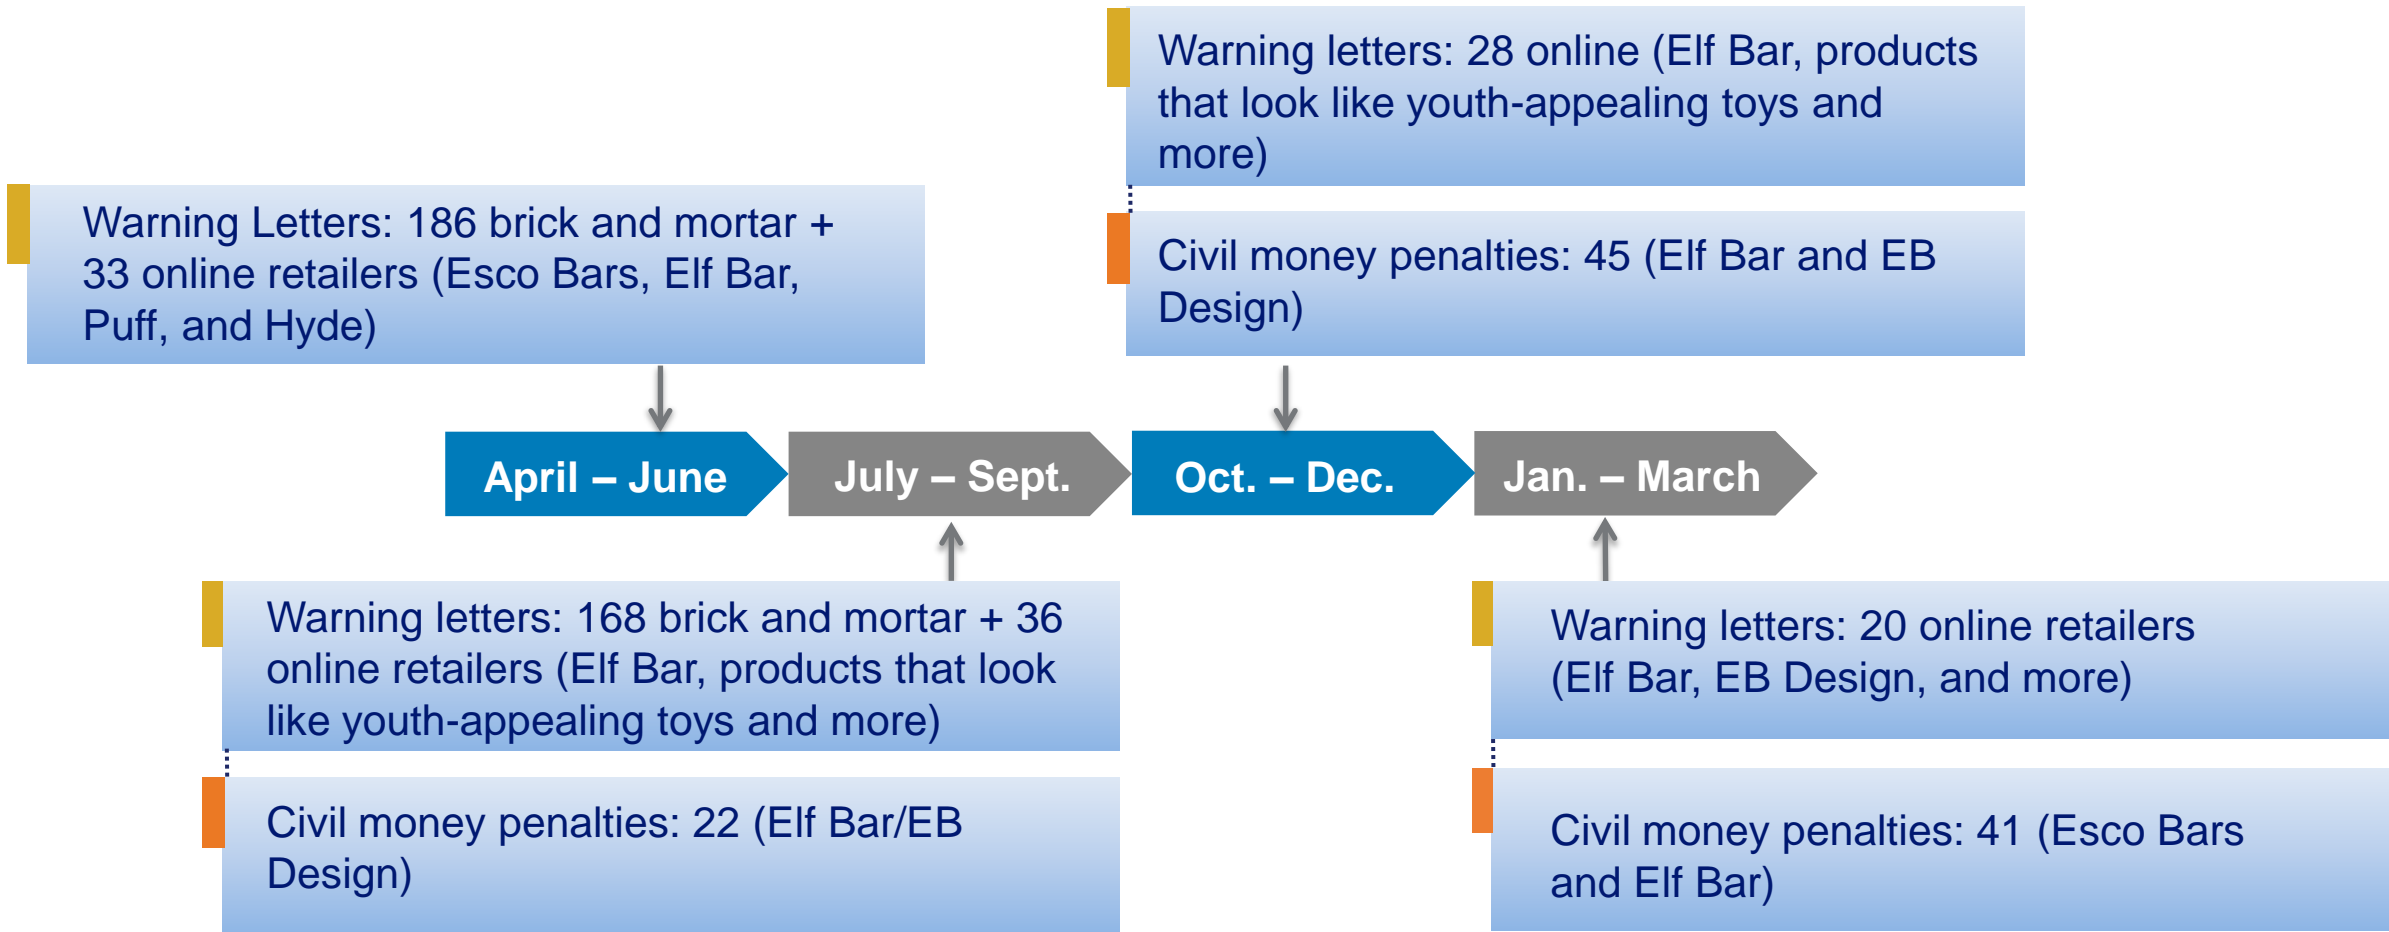 Warning letters: 28 online (Elf Bar, products
that look like youth-appealing toys and
more)
Warning Letters: 186 brick and mortar +
33 online retailers (Esco Bars, Elf Bar,
Puff, and Hyde)
Civil money penalties: 45 (Elf Bar and EB
Design)
April – June
July – Sept.
Oct. – Dec.
Jan. – March
Warning letters: 168 brick and mortar + 36
online retailers (Elf Bar, products that look
like youth-appealing toys and more)
Civil money penalties: 22 (Elf Bar/EB
Design)
Warning letters: 20 online retailers
(Elf Bar, EB Design, and more)
Civil money penalties: 41 (Esco Bars
and Elf Bar)